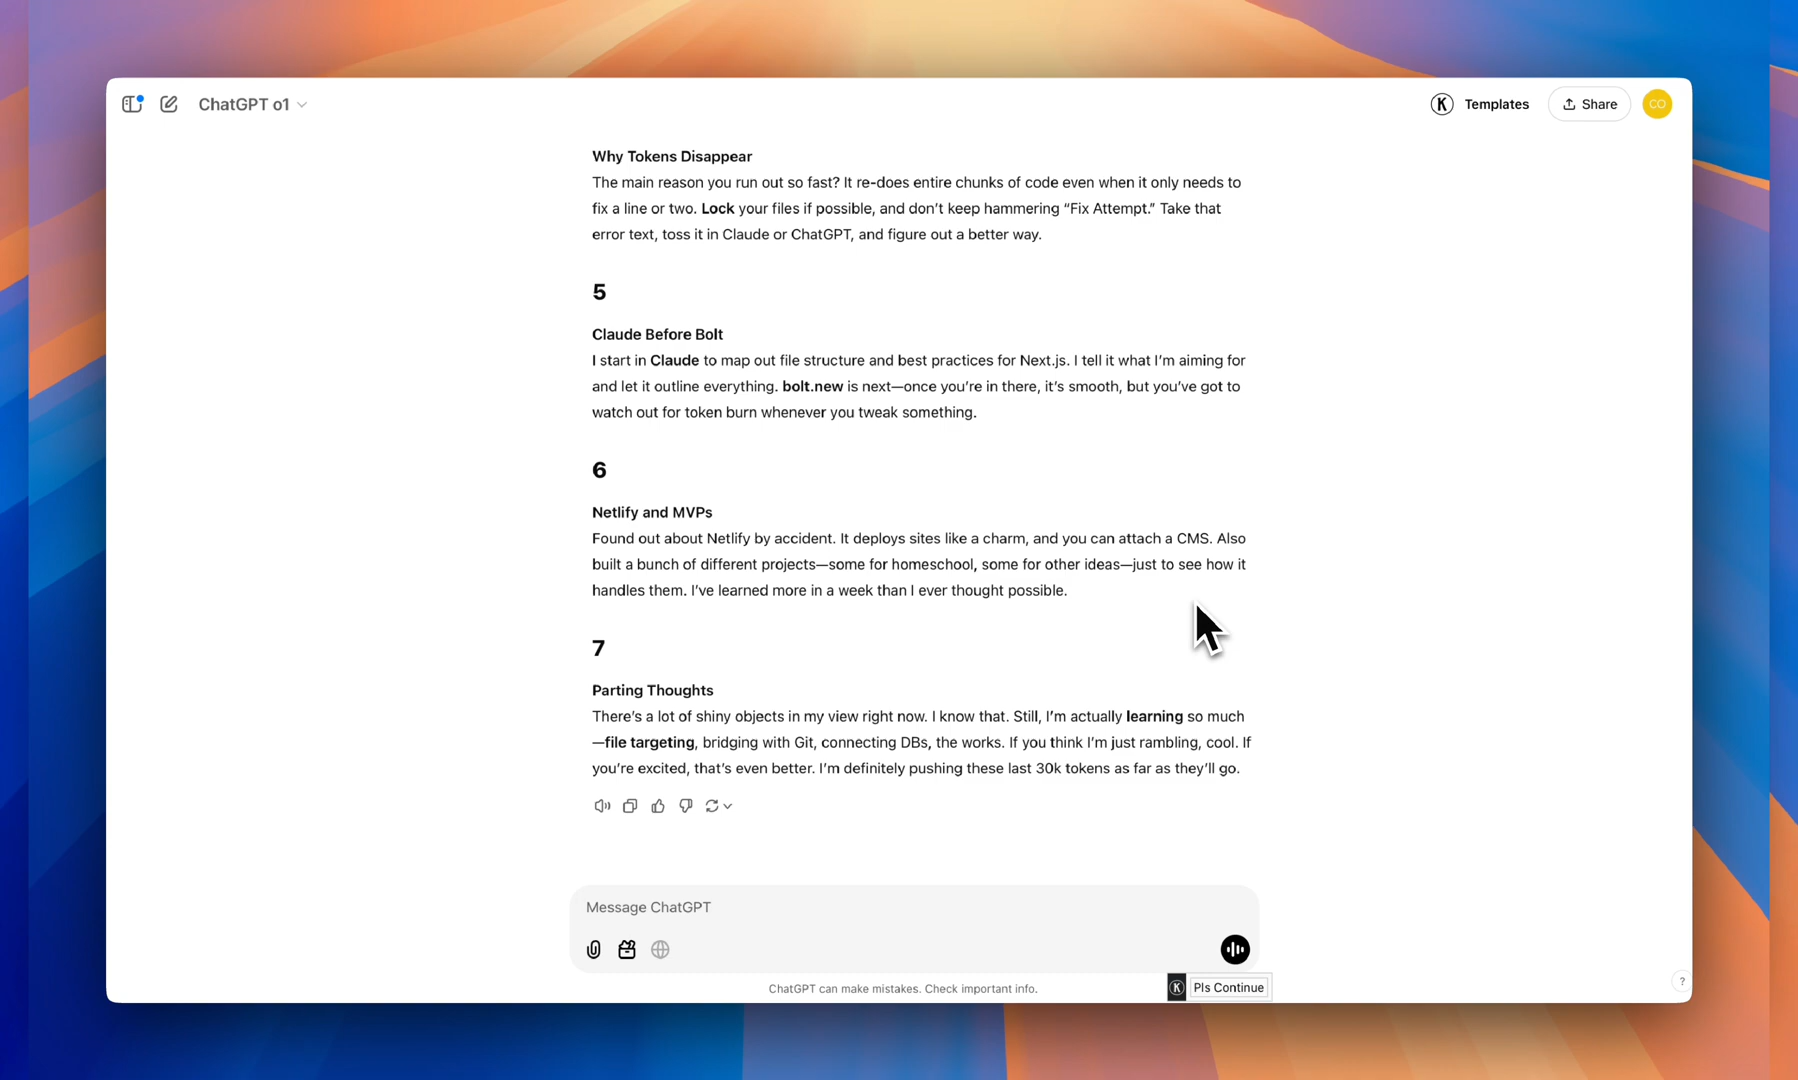 ChatGPT o1
K
Templates
Share
CO
Why Tokens Disappear
The main reason you run out so fast? It re-does entire chunks of code even when it only needs to
fix a line or two. Lock your files if possible, and don’t keep hammering “Fix Attempt.” Take that
error text, toss it in Claude or ChatGPT, and figure out a better way.
5
Claude Before Bolt
I start in Claude to map out file structure and best practices for Next.js. I tell it what I’m aiming for
and let it outline everything. bolt.new is next—once you’re in there, it’s smooth, but you’ve got to
watch out for token burn whenever you tweak something.
6
Netlify and MVPs
Found out about Netlify by accident. It deploys sites like a charm, and you can attach a CMS. Also
built a bunch of different projects—some for homeschool, some for other ideas—just to see how it
handles them. I’ve learned more in a week than I ever thought possible.
7
Parting Thoughts
There’s a lot of shiny objects in my view right now. I know that. Still, I’m actually learning so much
—file targeting, bridging with Git, connecting DBs, the works. If you think I’m just rambling, cool. If
you’re excited, that’s even better. I’m definitely pushing these last 30k tokens as far as they’ll go.
Message ChatGPT
ChatGPT can make mistakes. Check important info.
K
Pls Continue
?